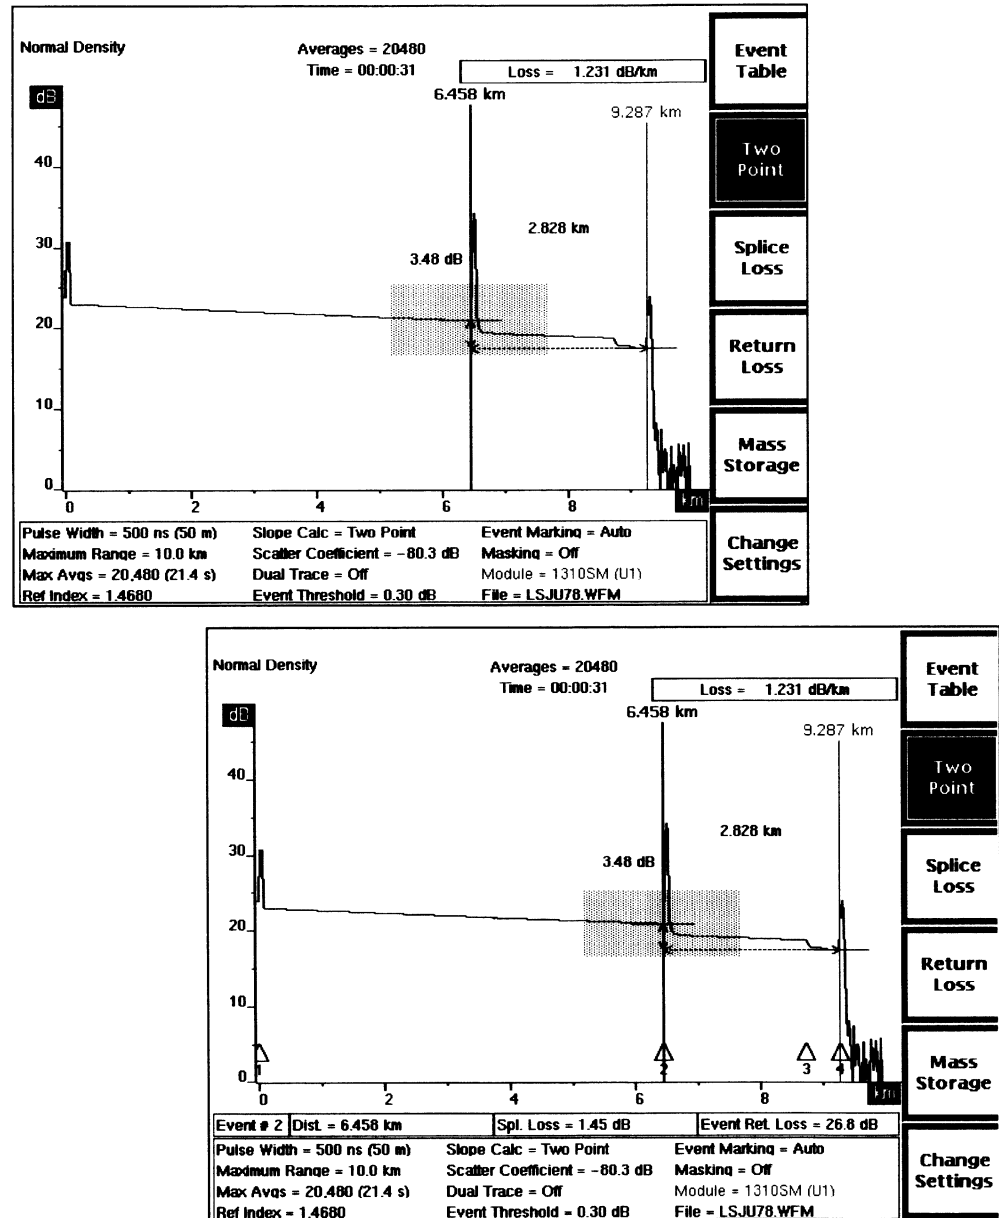 Normal Density
Averages = 20480
Time = 00:00:31
Loss = 1.231 dB/km
6.458 km
9.287 km
dB
40
30
20
10
0
3.48 dB
2.828 km
0 2 4 6 8 km
Pulse Width = 500 ns (50 m) Slope Calc = Two Point Event Marking = Auto
Maximum Range = 10.0 km Scatter Coefficient = -80.3 dB Masking = Off
Max Avgs = 20,480 (21.4 s) Dual Trace = Off Module = 1310SM (U1)
Ref Index = 1.4680 Event Threshold = 0.30 dB File = LSJU78.WFM
Event
Table
Two
Point
Splice
Loss
Return
Loss
Mass
Storage
Change
Settings
Normal Density
Averages = 20480
Time = 00:00:31
Loss = 1.231 dB/km
6.458 km
9.287 km
dB
40
30
20
10
0
3.48 dB
2.828 km
1 2 3 4
0 2 4 6 8 km
Event # 2 Dist. = 6.458 km Spl. Loss = 1.45 dB Event Ret. Loss = 26.8 dB
Pulse Width = 500 ns (50 m) Slope Calc = Two Point Event Marking = Auto
Maximum Range = 10.0 km Scatter Coefficient = -80.3 dB Masking = Off
Max Avgs = 20,480 (21.4 s) Dual Trace = Off Module = 1310SM (U1)
Ref Index = 1.4680 Event Threshold = 0.30 dB File = LSJU78.WFM
Event
Table
Two
Point
Splice
Loss
Return
Loss
Mass
Storage
Change
Settings